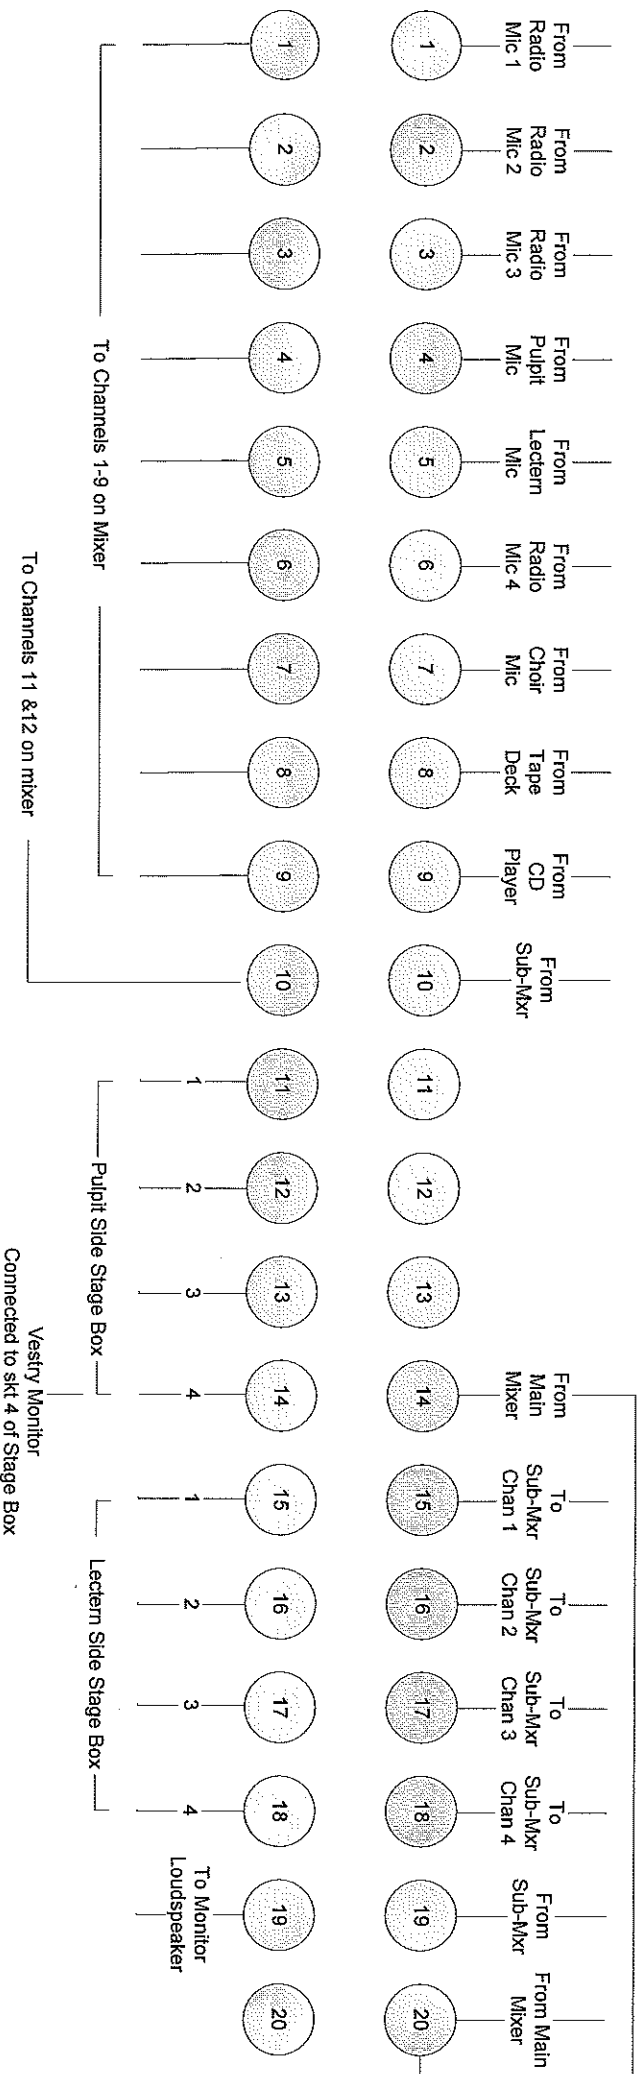 From
Radio
Mic 1
From
Radio
Mic 2
From
Radio
Mic 3
From
Pulpit
Mic
From
Lectern
Mic
From
Radio
Mic 4
From
Choir
Mic
From
Tape
Deck
From
CD
Player
From
Sub-Mxr
From
Main
Mixer
To
Sub-Mxr
Chan 1
To
Sub-Mxr
Chan 2
To
Sub-Mxr
Chan 3
To
Sub-Mxr
Chan 4
From
Sub-Mxr
From Main
Mixer
1 2 3 4 5 6 7 8 9 10 11 12 13 14 15 16 17 18 19 20
1 2 3 4 5 6 7 8 9 10 11 12 13 14 15 16 17 18 19 20
1 2 3 4 1 2 3 4
To Monitor
Loudspeaker
To Channels 1-9 on Mixer
Pulpit Side Stage Box
Lectern Side Stage Box
To Channels 11 &12 on mixer
Vestry Monitor
Connected to skt 4 of Stage Box